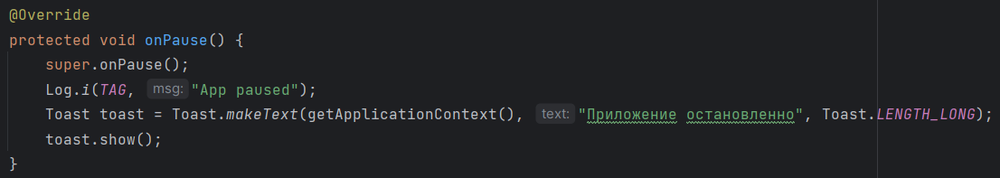 @Override
protected void onPause() {
super.onPause();
Log.i(TAG, msg: "App paused");
Toast toast = Toast.makeText(getApplicationContext(), text: "Приложение остановленно", Toast.LENGTH_LONG);
toast.show();
}